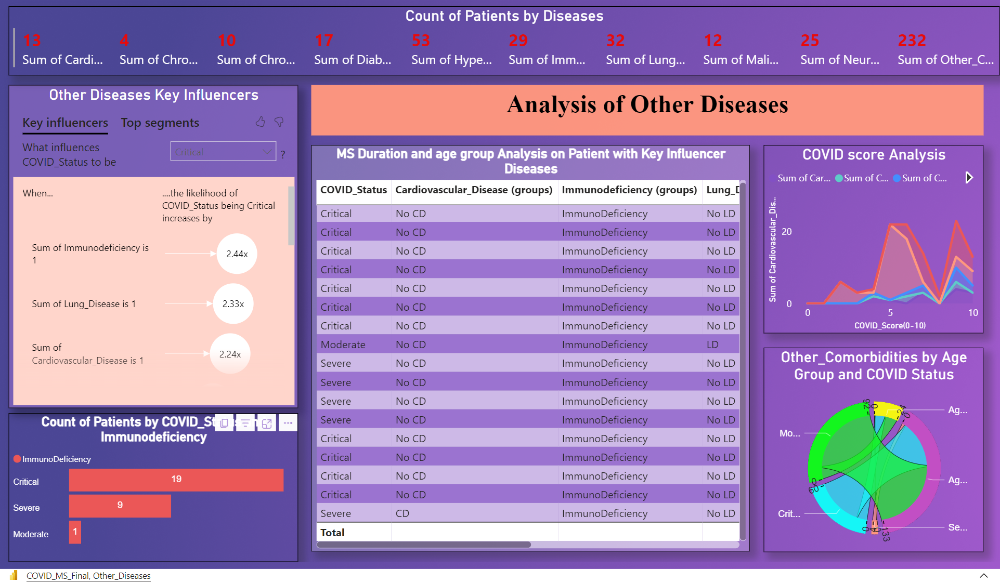 Count of Patients by Diseases
13 4 10 17 53 29 32 12 25 232
Sum of Cardi... Sum of Chro... Sum of Chro... Sum of Diab... Sum of Hype... Sum of Imm... Sum of Lung... Sum of Mali... Sum of Neur... Sum of Other_C...
Other Diseases Key Influencers
Key influencers Top segments
What influences
COVID_Status to be
Critical
?
When...
....the likelihood of
COVID_Status being Critical
increases by
Sum of Immunodeficiency is
1
2.44x
Sum of Lung_Disease is 1
2.33x
Sum of
Cardiovascular_Disease is 1
2.24x
Count of Patients by COVID_St
Immunodeficiency
ImmunoDeficiency
Critical 19
Severe 9
Moderate 1
Analysis of Other Diseases
MS Duration and age group Analysis on Patient with Key Influencer
Diseases
COVID_Status Cardiovascular_Disease (groups) Immunodeficiency (groups) Lung_D
Critical No CD ImmunoDeficiency No LD
Critical No CD ImmunoDeficiency No LD
Critical No CD ImmunoDeficiency No LD
Critical No CD ImmunoDeficiency No LD
Critical No CD ImmunoDeficiency No LD
Critical No CD ImmunoDeficiency No LD
Critical No CD ImmunoDeficiency No LD
Moderate No CD ImmunoDeficiency LD
Severe No CD ImmunoDeficiency No LD
Severe No CD ImmunoDeficiency No LD
Severe No CD ImmunoDeficiency No LD
Severe No CD ImmunoDeficiency No LD
Critical No CD ImmunoDeficiency No LD
Critical No CD ImmunoDeficiency No LD
Critical No CD ImmunoDeficiency No LD
Critical No CD ImmunoDeficiency No LD
Severe CD ImmunoDeficiency No LD
Total
COVID score Analysis
Sum of Car... Sum of C... Sum of C...
Sum of Cardiovascular_Dis...
20
0
0 5 10
COVID_Score(0-10)
Other_Comorbidities by Age
Group and COVID Status
92 0 24 0
Ag...
Mo...
Ag...
0
60
Crit...
Se...
0 4 0 133
COVID_MS_Final, Other_Diseases